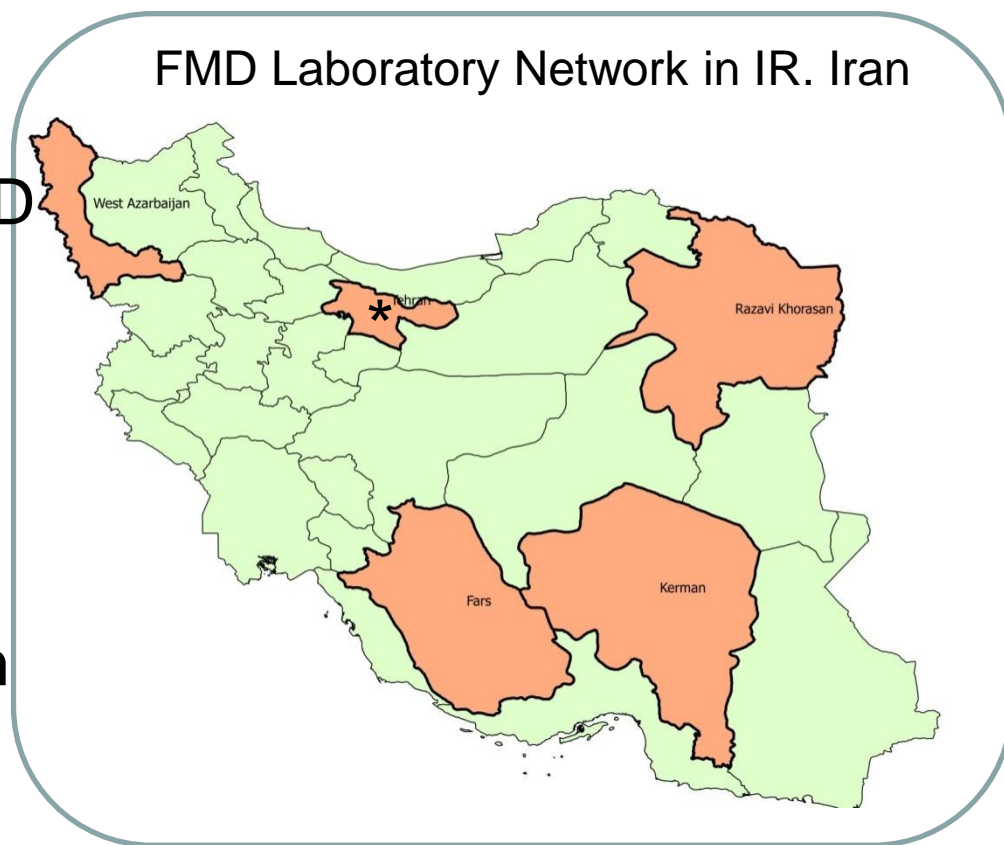 FMD Laboratory Network in IR. Iran
D
West Azarbaijan
Tehran
*
Razavi Khorasan
Kerman
Fars
n